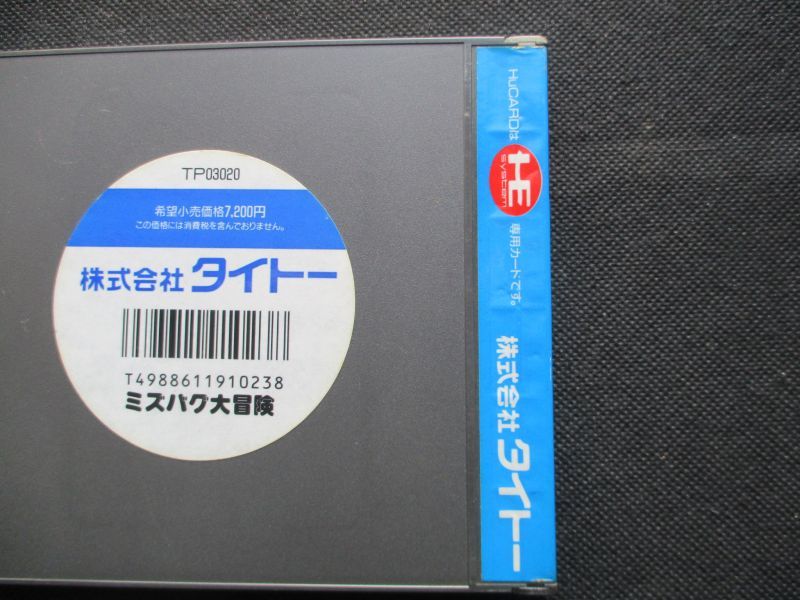 TP03020
希望小売価格7,200円
この価格には消費税を含んでおりません。
株式会社 タイトー
T4988611910238
ミズバク大冒険
HuCARDは
HE
system
専用カードです。
株式会社 タイトー